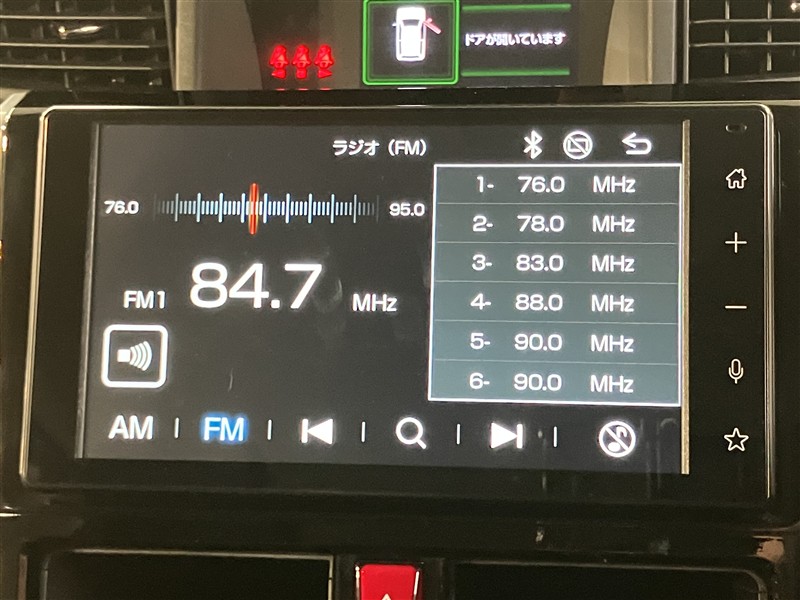 ドアが開いています
ラジオ（FM）
76.0 95.0
FM1 84.7 MHz
1- 76.0 MHz
2- 78.0 MHz
3- 83.0 MHz
4- 88.0 MHz
5- 90.0 MHz
6- 90.0 MHz
AM FM